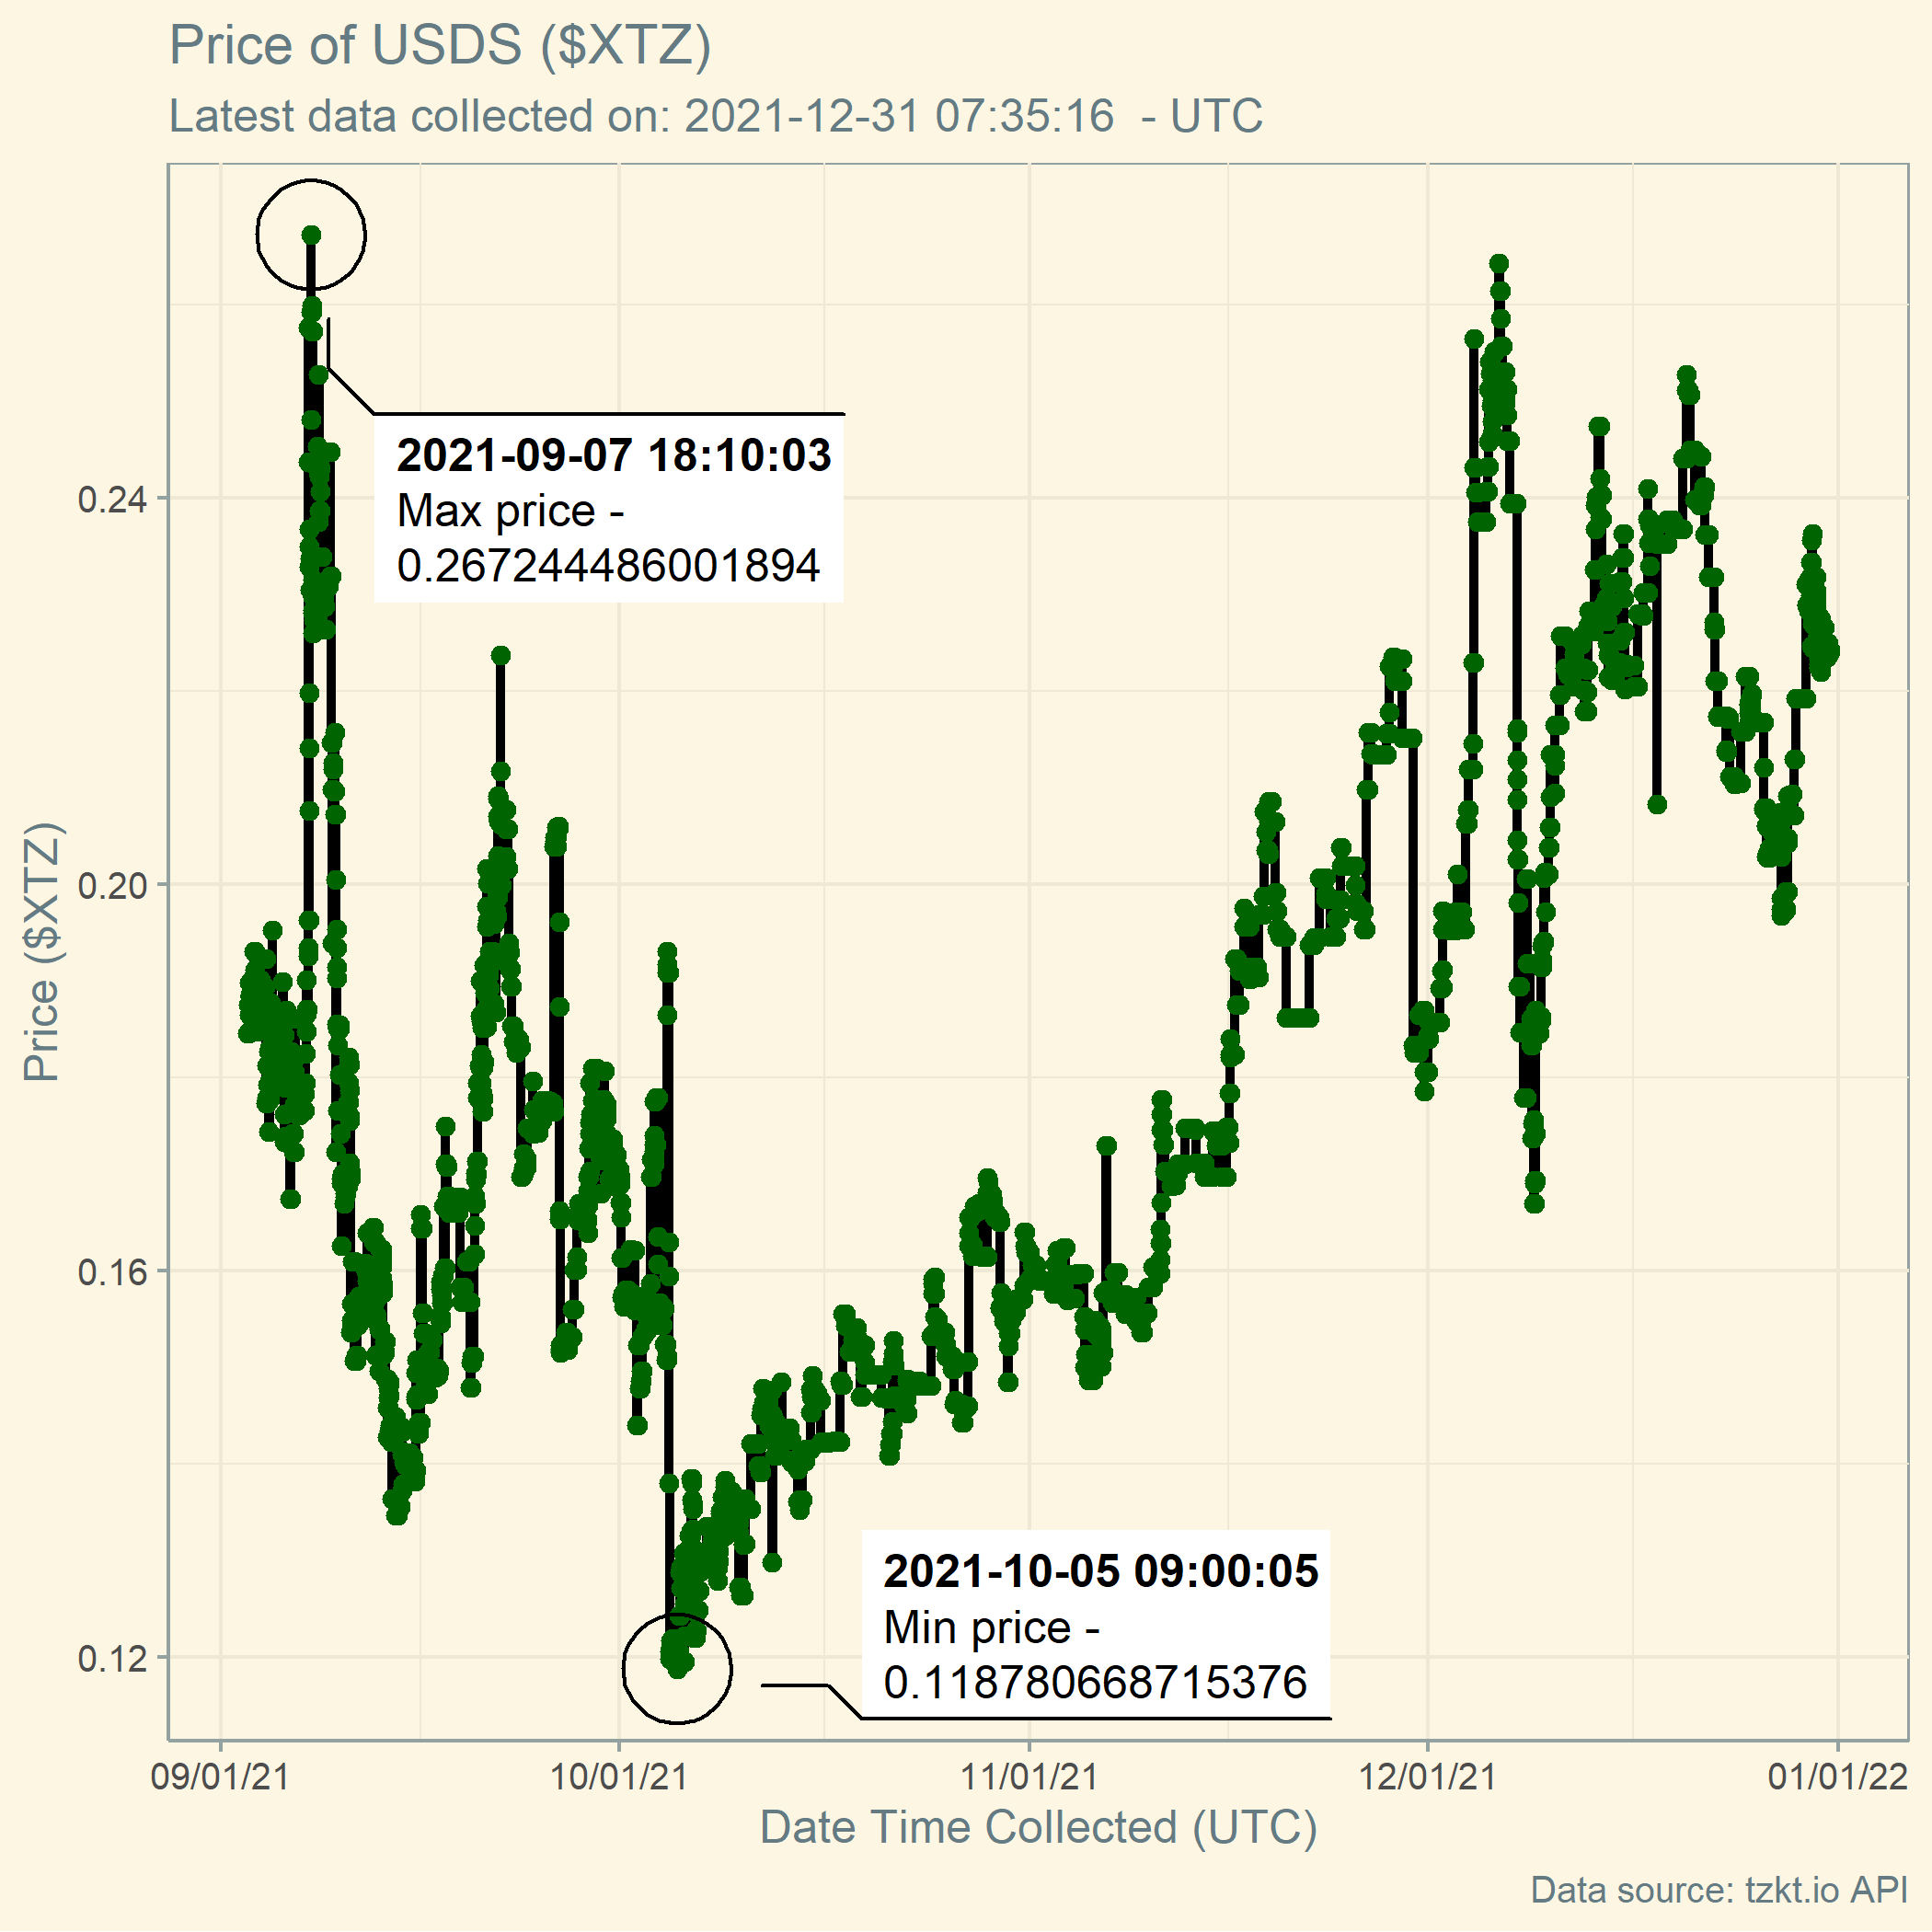 Price of USDS ($XTZ)
Latest data collected on: 2021-12-31 07:35:16  - UTC
2021-09-07 18:10:03
Max price -
0.267244486001894
0.24
0.20
0.16
0.12
Price ($XTZ)
2021-10-05 09:00:05
Min price -
0.118780668715376
09/01/21
10/01/21
11/01/21
12/01/21
01/01/22
Date Time Collected (UTC)
Data source: tzkt.io API